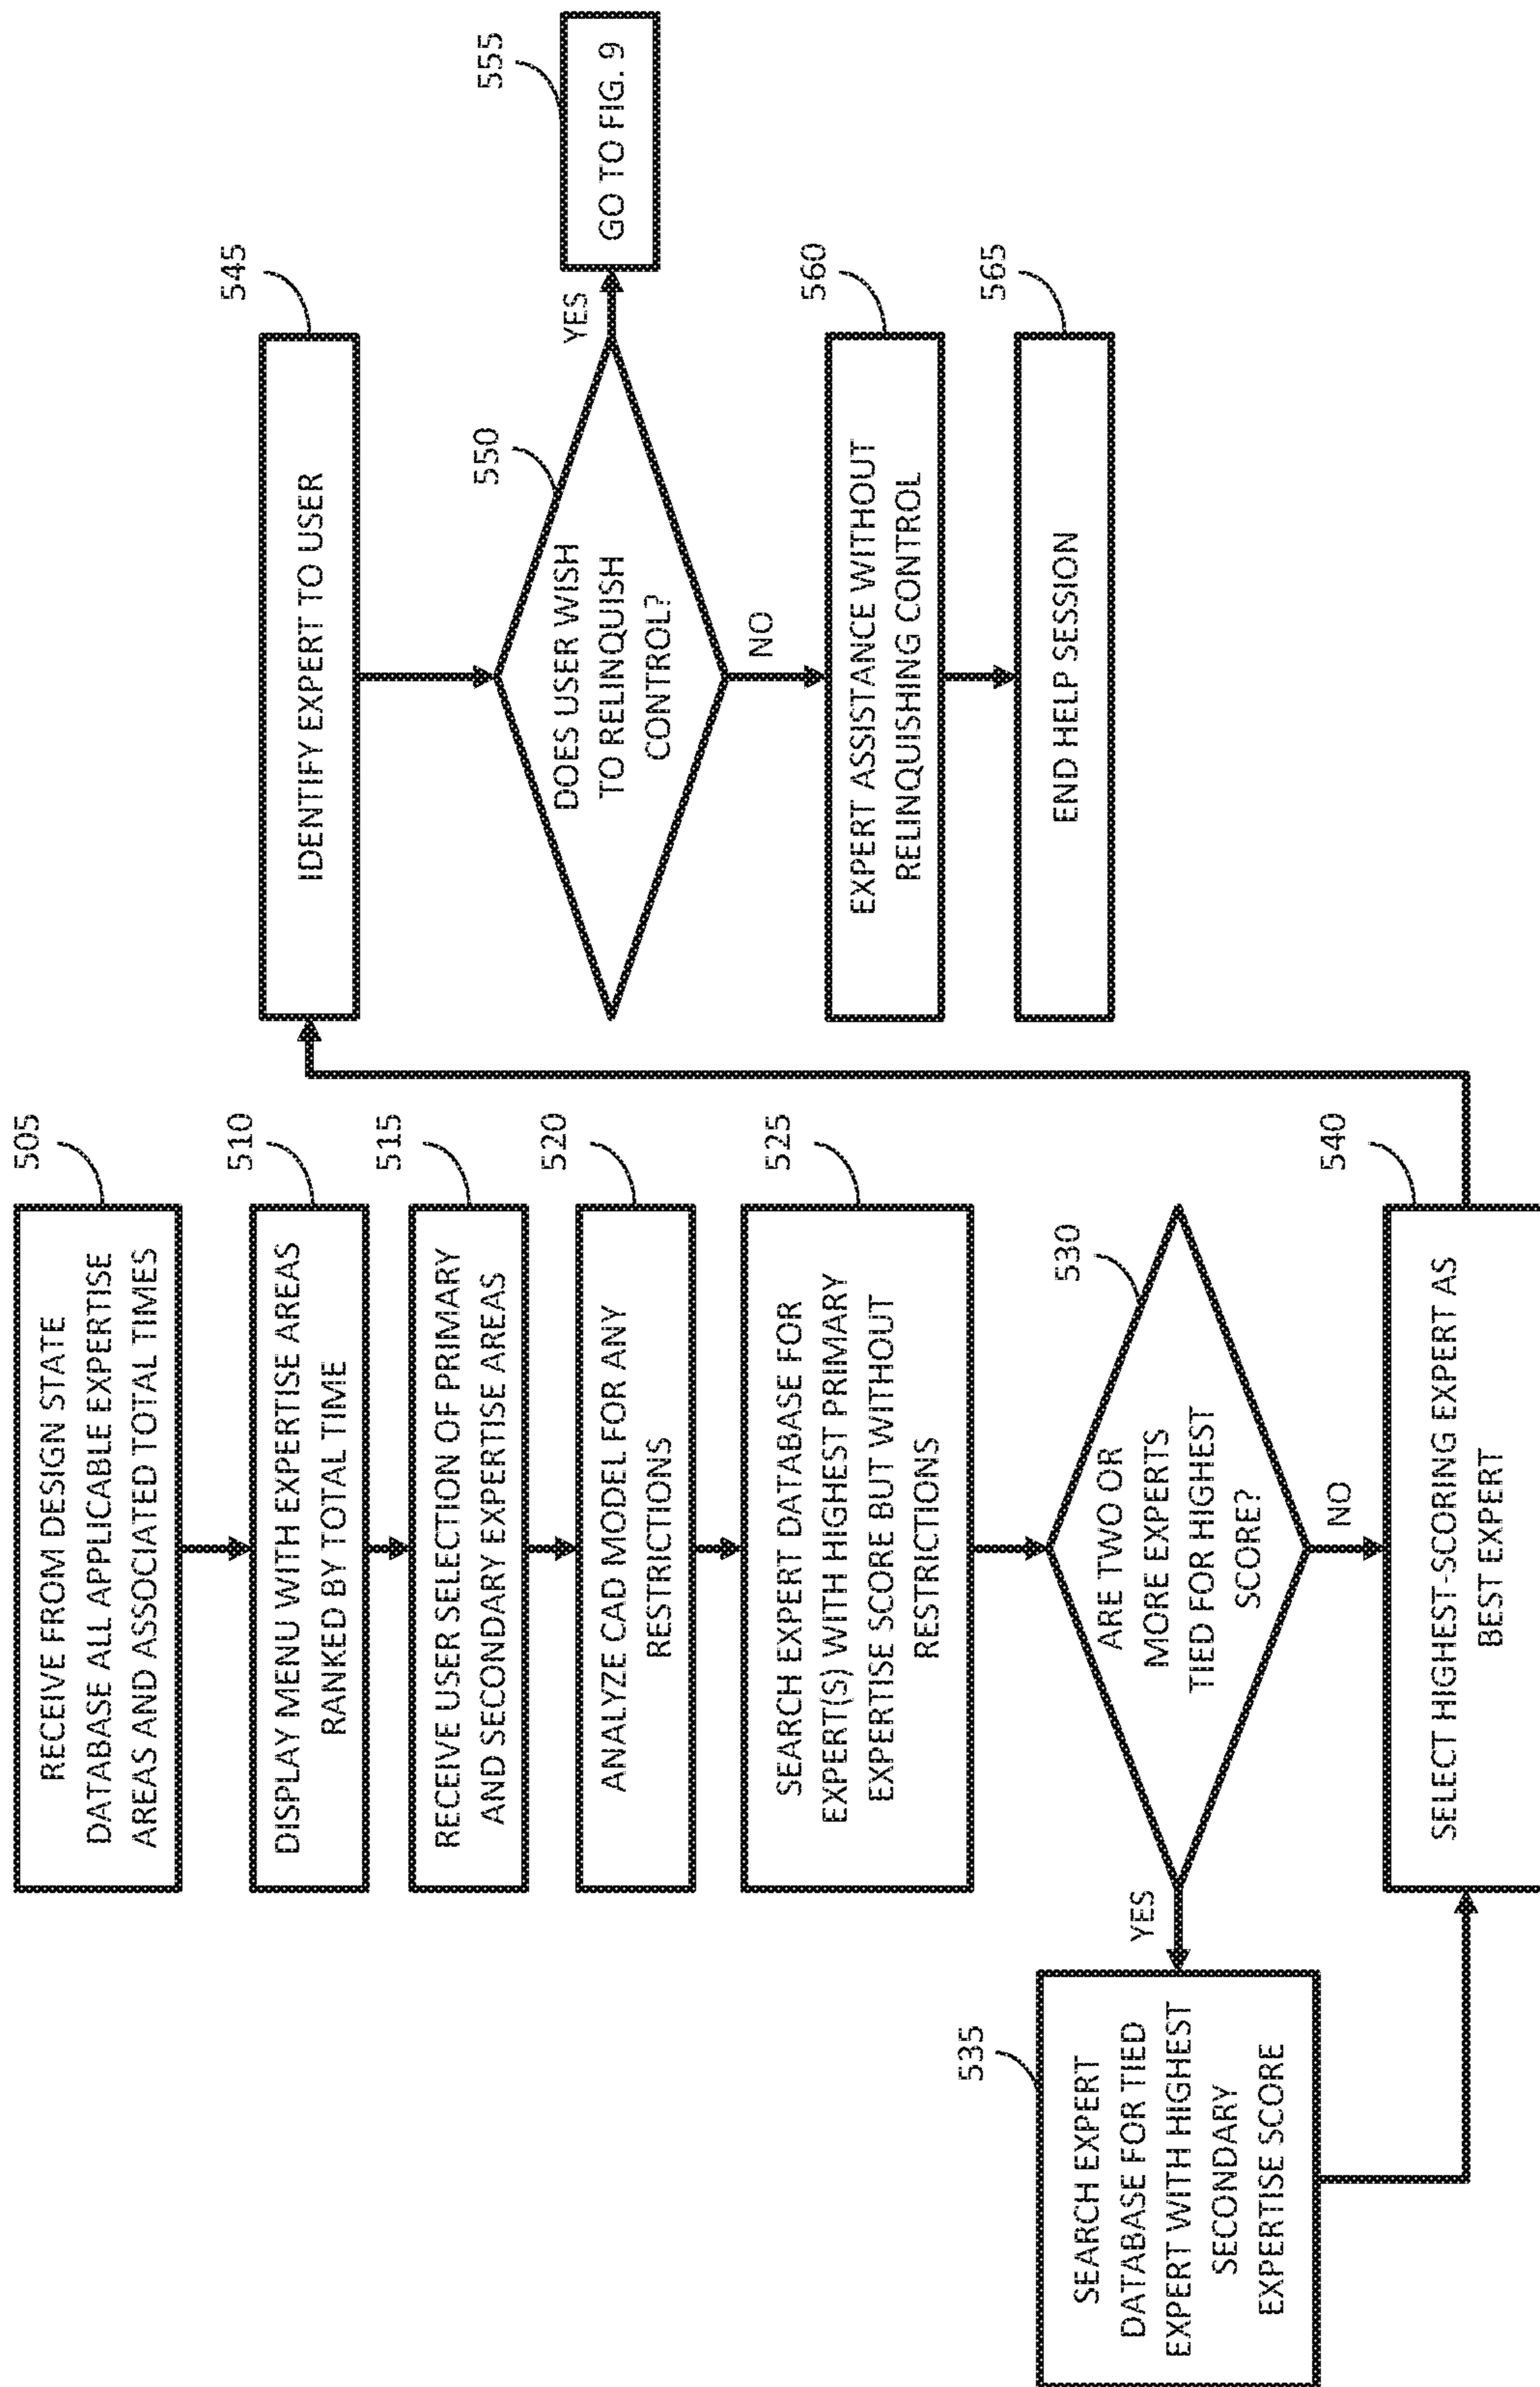 505
RECEIVE FROM DESIGN STATE
DATABASE ALL APPLICABLE EXPERTISE
AREAS AND ASSOCIATED TOTAL TIMES
510
DISPLAY MENU WITH EXPERTISE AREAS
RANKED BY TOTAL TIME
515
RECEIVE USER SELECTION OF PRIMARY
AND SECONDARY EXPERTISE AREAS
520
ANALYZE CAD MODEL FOR ANY
RESTRICTIONS
525
SEARCH EXPERT DATABASE FOR
EXPERT(S) WITH HIGHEST PRIMARY
EXPERTISE SCORE BUT WITHOUT
RESTRICTIONS
530
ARE TWO OR
MORE EXPERTS
TIED FOR HIGHEST
SCORE?
YES
NO
535
SEARCH EXPERT
DATABASE FOR TIED
EXPERT WITH HIGHEST
SECONDARY
EXPERTISE SCORE
540
SELECT HIGHEST-SCORING EXPERT AS
BEST EXPERT
545
IDENTIFY EXPERT TO USER
550
DOES USER WISH
TO RELINQUISH
CONTROL?
YES
NO
555
GO TO FIG. 9
560
EXPERT ASSISTANCE WITHOUT
RELINQUISHING CONTROL
565
END HELP SESSION